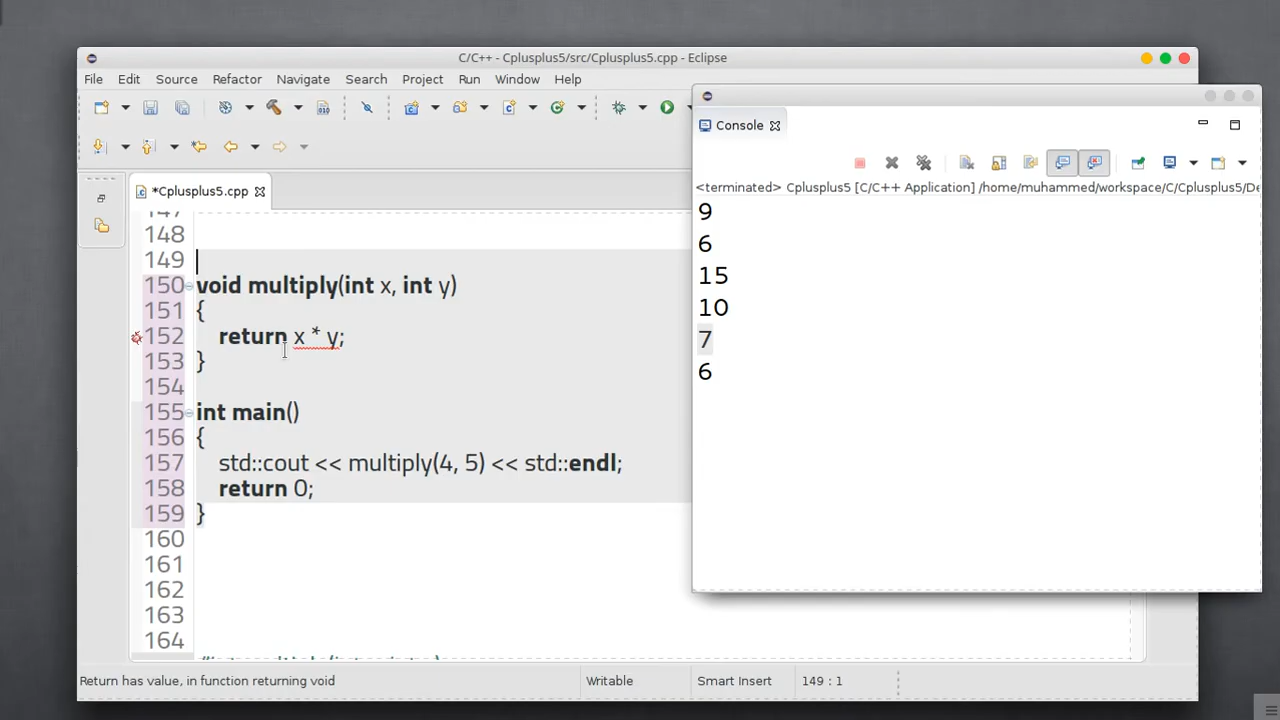 C/C++ - Cplusplus5/src/Cplusplus5.cpp - Eclipse
File Edit Source Refactor Navigate Search Project Run Window Help
Console
*Cplusplus5.cpp
<terminated> Cplusplus5 [C/C++ Application] /home/muhammed/workspace/C/Cplusplus5/De
9
6
15
10
7
6
147
148
149
150 void multiply(int x, int y)
151 {
152 return x * y;
153 }
154
155 int main()
156 {
157 std::cout << multiply(4, 5) << std::endl;
158 return 0;
159 }
160
161
162
163
164
Return has value, in function returning void Writable Smart Insert 149 : 1